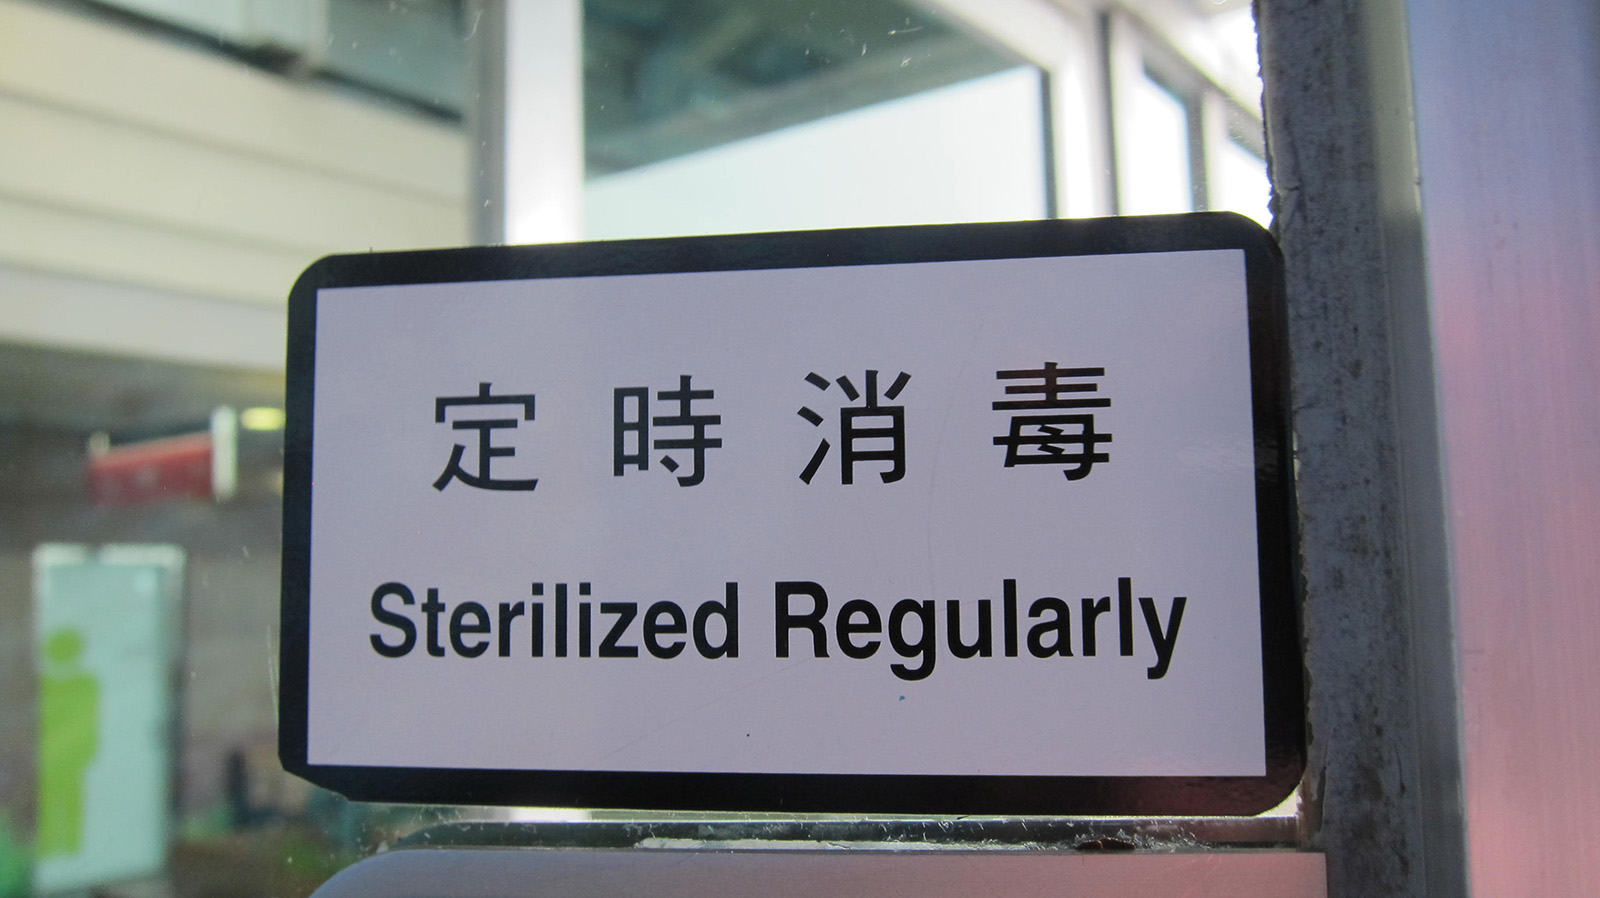 定時消毒
Sterilized Regularly